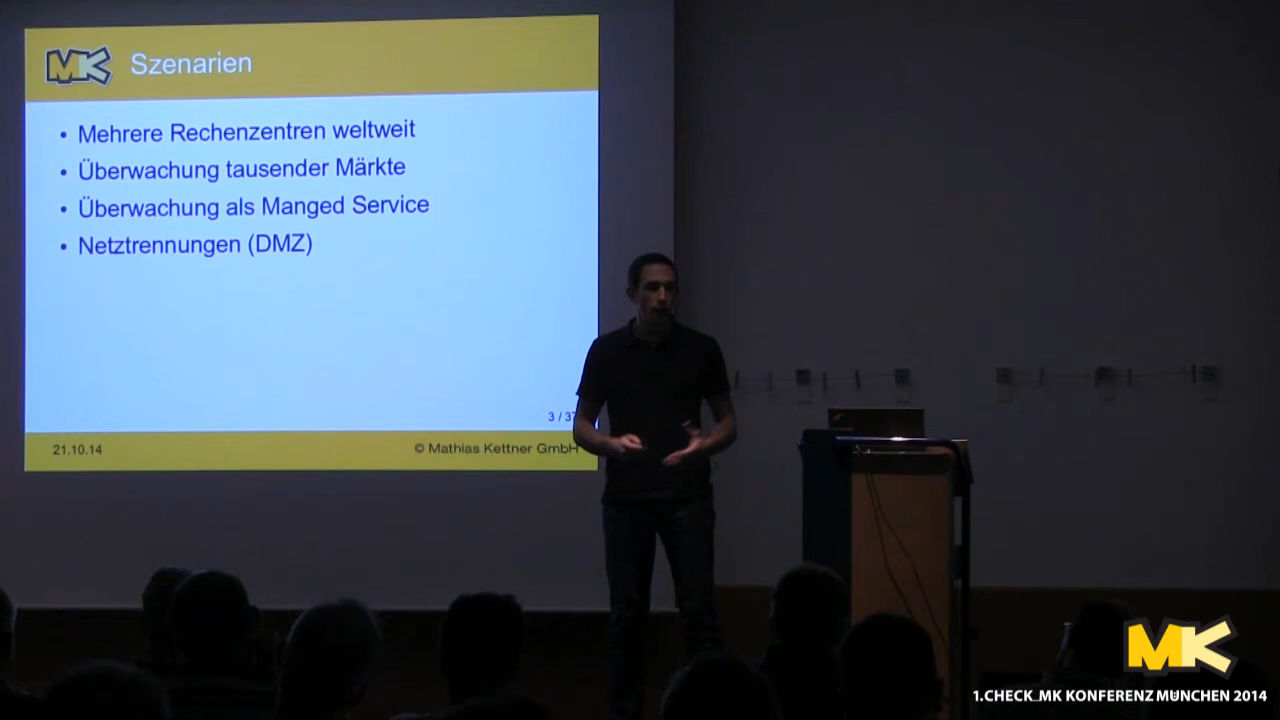 MK Szenarien
• Mehrere Rechenzentren weltweit
• Überwachung tausender Märkte
• Überwachung als Manged Service
• Netztrennungen (DMZ)
3 / 37
21.10.14
© Mathias Kettner GmbH
MK
1.CHECK_MK KONFERENZ MÜNCHEN 2014